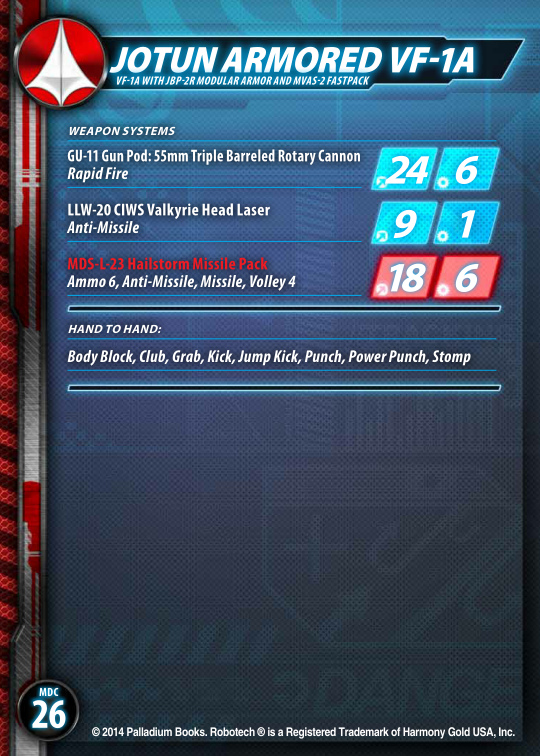 JOTUN ARMORED VF-1A
VF-1A WITH JBP-2R MODULAR ARMOR AND MVAS-2 FASTPACK
WEAPON SYSTEMS
GU-11 Gun Pod: 55mm Triple Barreled Rotary Cannon
Rapid Fire
24 6
LLW-20 CIWS Valkyrie Head Laser
Anti-Missile
9 1
MDS-L-23 Hailstorm Missile Pack
Ammo 6, Anti-Missile, Missile, Volley 4
18 6
HAND TO HAND:
Body Block, Club, Grab, Kick, Jump Kick, Punch, Power Punch, Stomp
MDC
26
© 2014 Palladium Books. Robotech ® is a Registered Trademark of Harmony Gold USA, Inc.